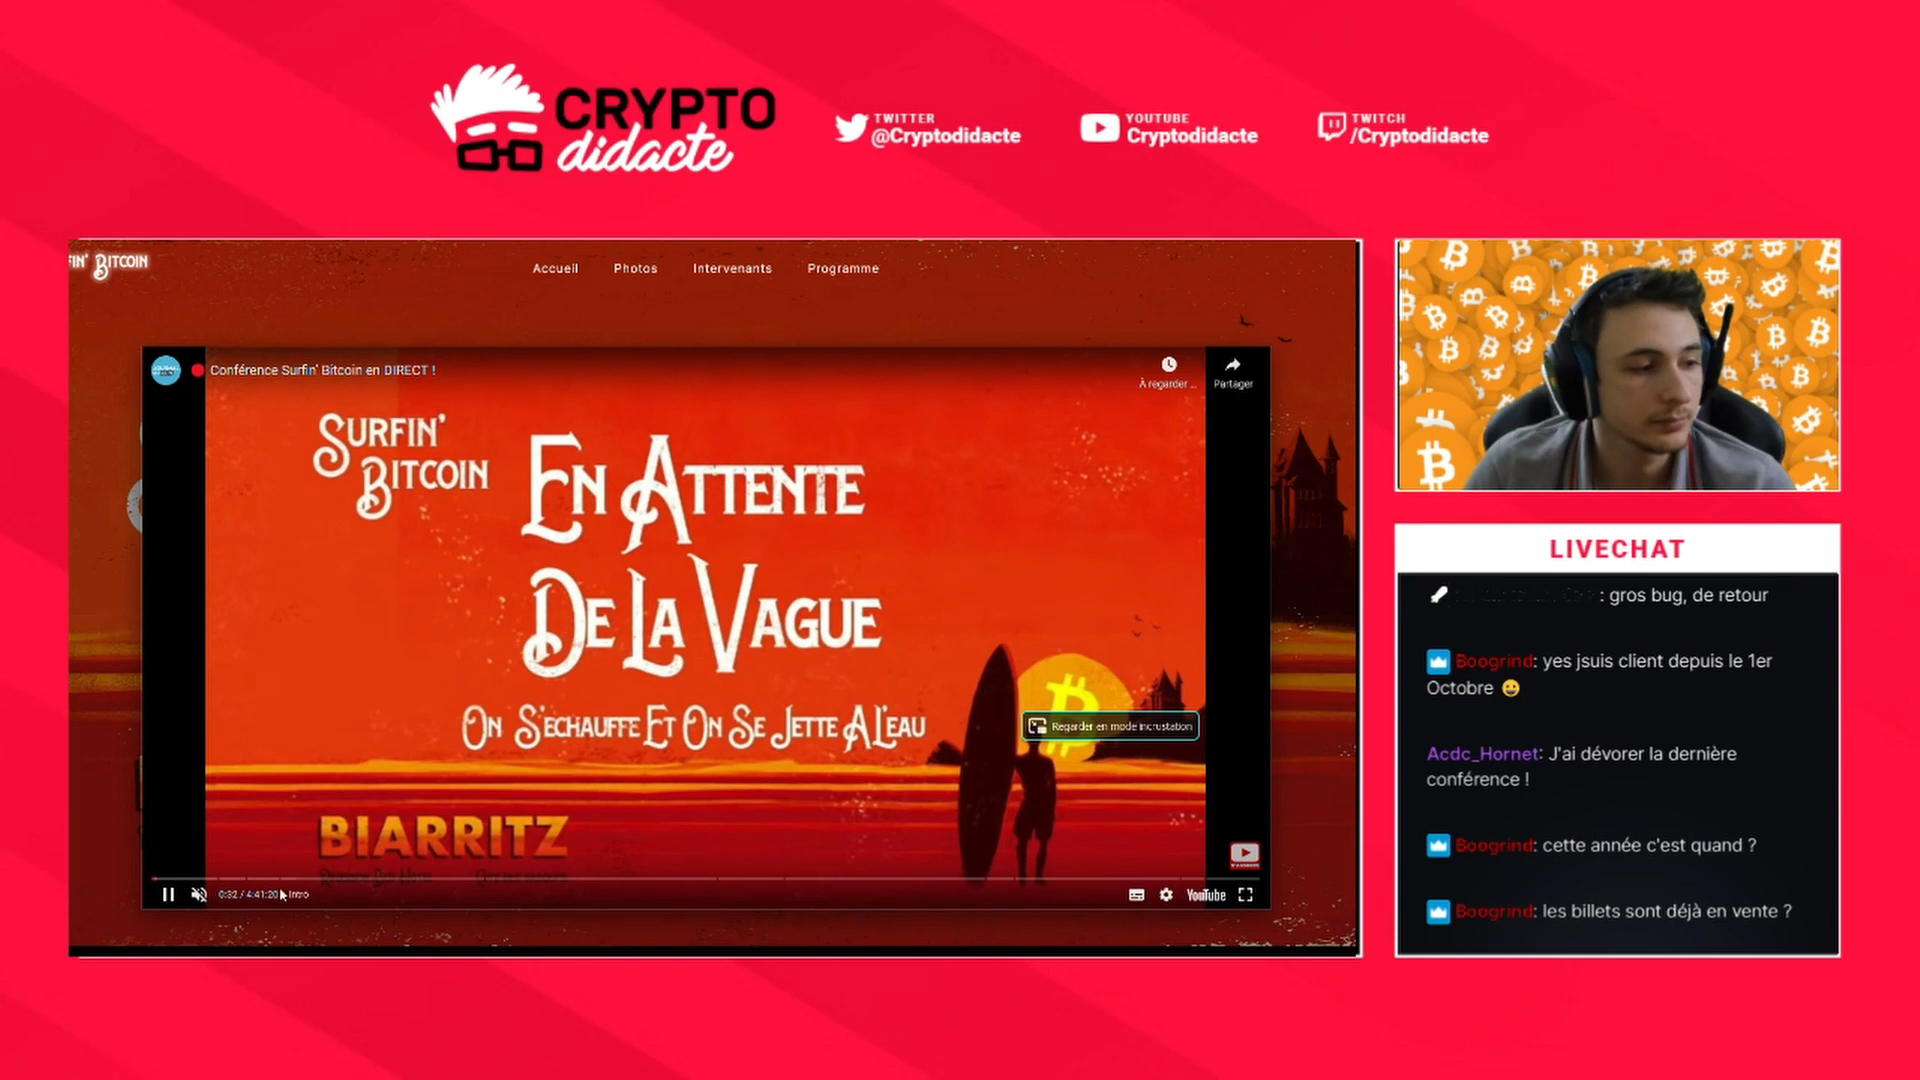 CRYPTO
didacte
TWITTER
@Cryptodidacte
YOUTUBE
Cryptodidacte
TWITCH
/Cryptodidacte
FIN' BITCOIN
Accueil
Photos
Intervenants
Programme
Conférence Surfin' Bitcoin en DIRECT !
À regarder ...
Partager
SURFIN'
BITCOIN
EN ATTENTE
DE LA VAGUE
ON S'ECHAUFFE ET ON SE JETTE A L'EAU
Regarder en mode incrustation
BIARRITZ
0:32 / 4:41:20
Intro
YouTube
LIVECHAT
: gros bug, de retour
Boogrind: yes jsuis client depuis le 1er
Octobre 😀
Acdc_Hornet: J'ai dévorer la dernière
conférence !
Boogrind: cette année c'est quand ?
Boogrind: les billets sont déjà en vente ?